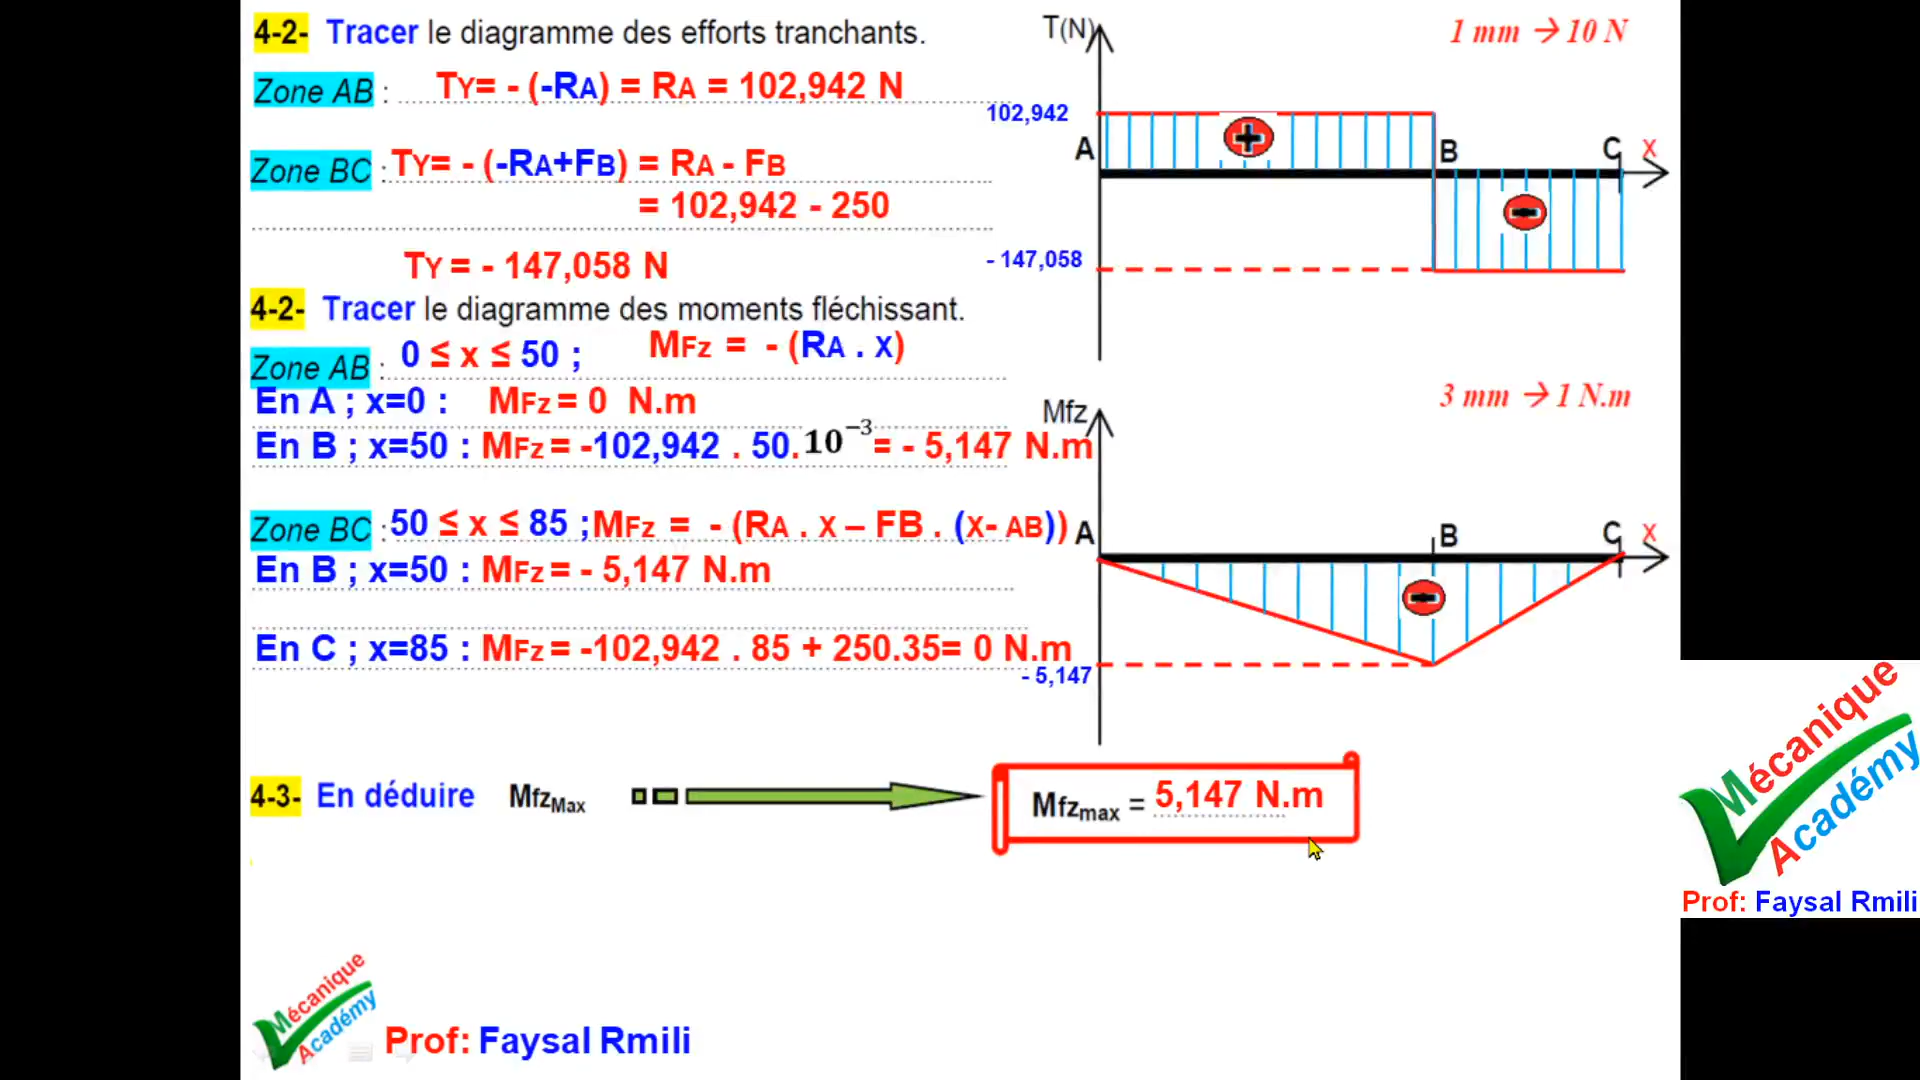 4-2- Tracer le diagramme des efforts tranchants.
Zone AB : TY= - (-RA) = RA = 102,942 N
Zone BC : TY= - (-RA+FB) = RA - FB
= 102,942 - 250
TY = - 147,058 N
T(N)
1 mm → 10 N
102,942
A
B
C
x
- 147,058
4-2- Tracer le diagramme des moments fléchissant.
Zone AB : 0 ≤ x ≤ 50 ; MFz = - (RA . x)
En A ; x=0 : MFz = 0 N.m
En B ; x=50 : MFz = -102,942 . 50.10⁻³ = - 5,147 N.m
Zone BC : 50 ≤ x ≤ 85 ; MFz = - (RA . x – FB . (x- AB))
En B ; x=50 : MFz = - 5,147 N.m
En C ; x=85 : MFz = -102,942 . 85 + 250.35= 0 N.m
Mfz
3 mm → 1 N.m
A
B
C
x
- 5,147
4-3- En déduire MfzMax
Mfzmax = 5,147 N.m
Mécanique
Académy
Prof: Faysal Rmili
Mécanique
Académy
Prof: Faysal Rmili